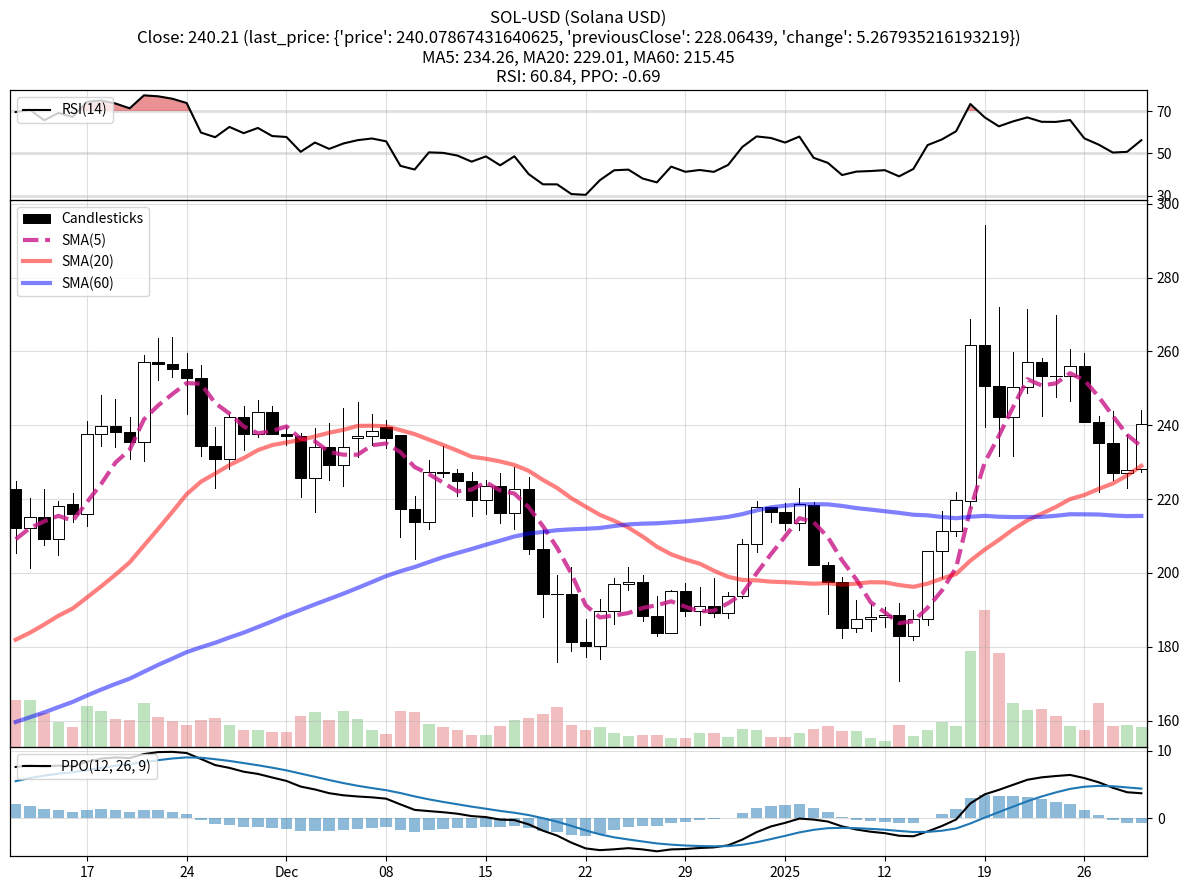 SOL-USD (Solana USD)
Close: 240.21 (last_price: {'price': 240.07867431640625, 'previousClose': 228.06439, 'change': 5.267935216193219})
MA5: 234.26, MA20: 229.01, MA60: 215.45
RSI: 60.84, PPO: -0.69
RSI(14)
70
50
30
Candlesticks
SMA(5)
SMA(20)
SMA(60)
300
280
260
240
220
200
180
160
PPO(12, 26, 9)
10
0
17 24 Dec 08 15 22 29 2025 12 19 26